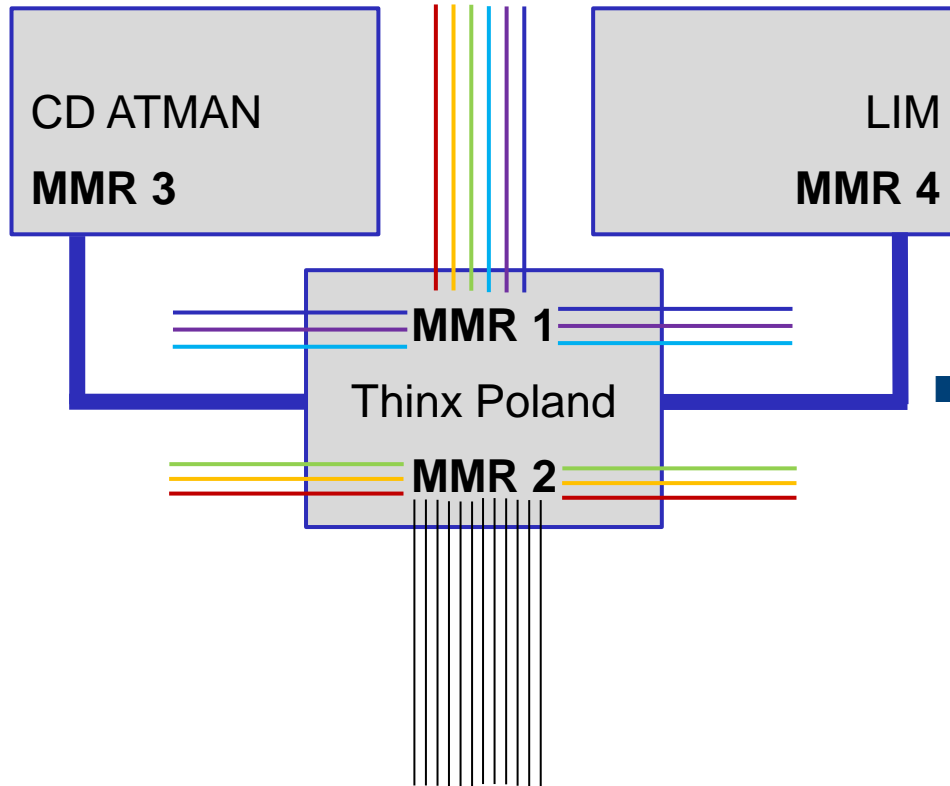 CD ATMAN
MMR 3
LIM
MMR 4
MMR 1
Thinx Poland
MMR 2